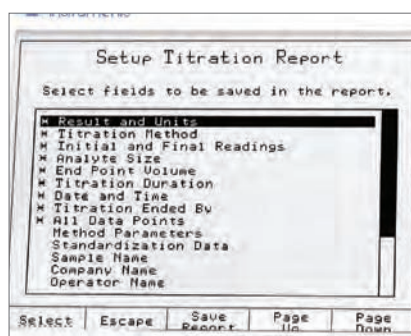 Setup Titration Report
Select fields to be saved in the report.
* Result and Units
* Titration Method
* Initial and Final Readings
* Analyte Size
* End Point Volume
* Titration Duration
* Date and Time
* Titration Ended By
* All Data Points
Method Parameters
Standardization Data
Sample Name
Company Name
Operator Name
Select Escape Save Page Page
Report Up Down